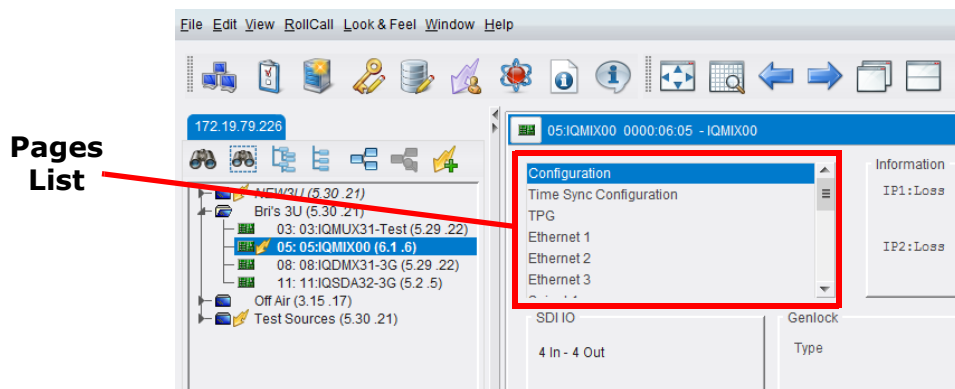 File Edit View RollCall Look & Feel Window Help
172.19.79.226
05:IQMIX00 0000:06:05 - IQMIX00
Pages
List
NEW3U (5.30 .21)
Bri's 3U (5.30 .21)
03: 03:IQMUX31-Test (5.29 .22)
05: 05:IQMIX00 (6.1 .6)
08: 08:IQDMX31-3G (5.29 .22)
11: 11:IQSDA32-3G (5.2 .5)
Off Air (3.15 .17)
Test Sources (5.30 .21)
Configuration
Time Sync Configuration
TPG
Ethernet 1
Ethernet 2
Ethernet 3
Information
IP1:Loss
IP2:Loss
SDI IO
4 In - 4 Out
Genlock
Type